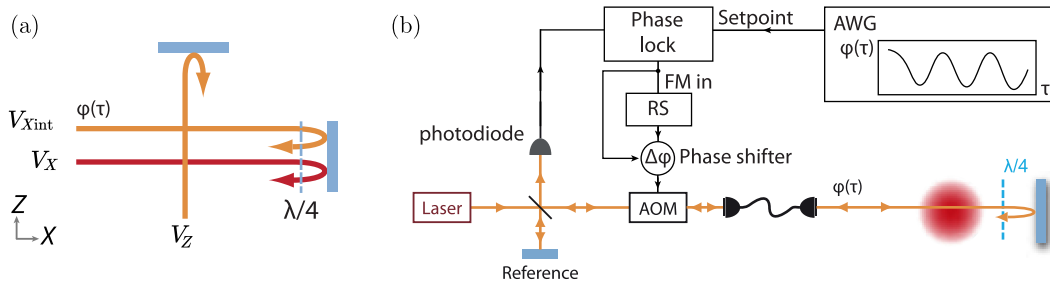 (a)
φ(τ)
V_Xint
V_X
λ/4
Z
X
V_Z
(b)
Phase lock
Setpoint
AWG
φ(τ)
τ
FM in
RS
photodiode
Δφ Phase shifter
λ/4
φ(τ)
Laser
AOM
Reference